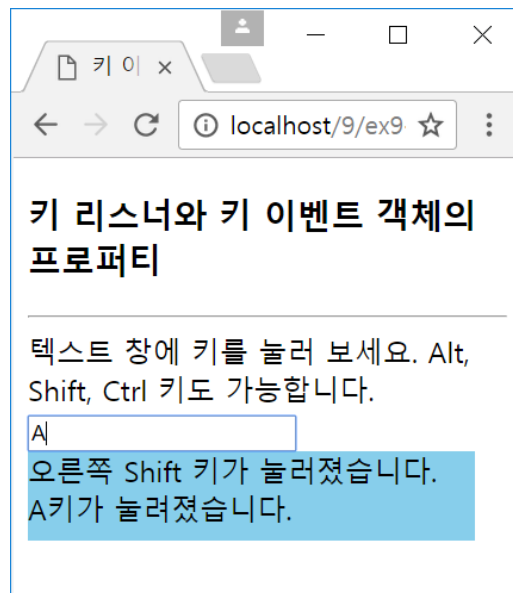 키 이
localhost/9/ex9
키 리스너와 키 이벤트 객체의
프로퍼티
텍스트 창에 키를 눌러 보세요. Alt,
Shift, Ctrl 키도 가능합니다.
A
오른쪽 Shift 키가 눌러졌습니다.
A키가 눌려졌습니다.